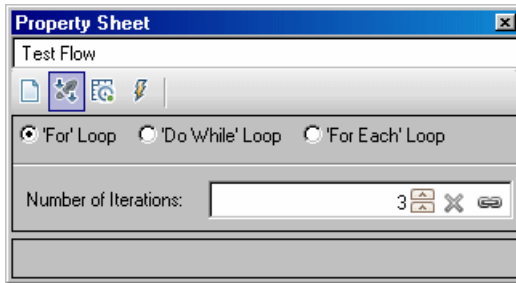 Property Sheet
Test Flow
'For' Loop 'Do While' Loop 'For Each' Loop
Number of Iterations: 3